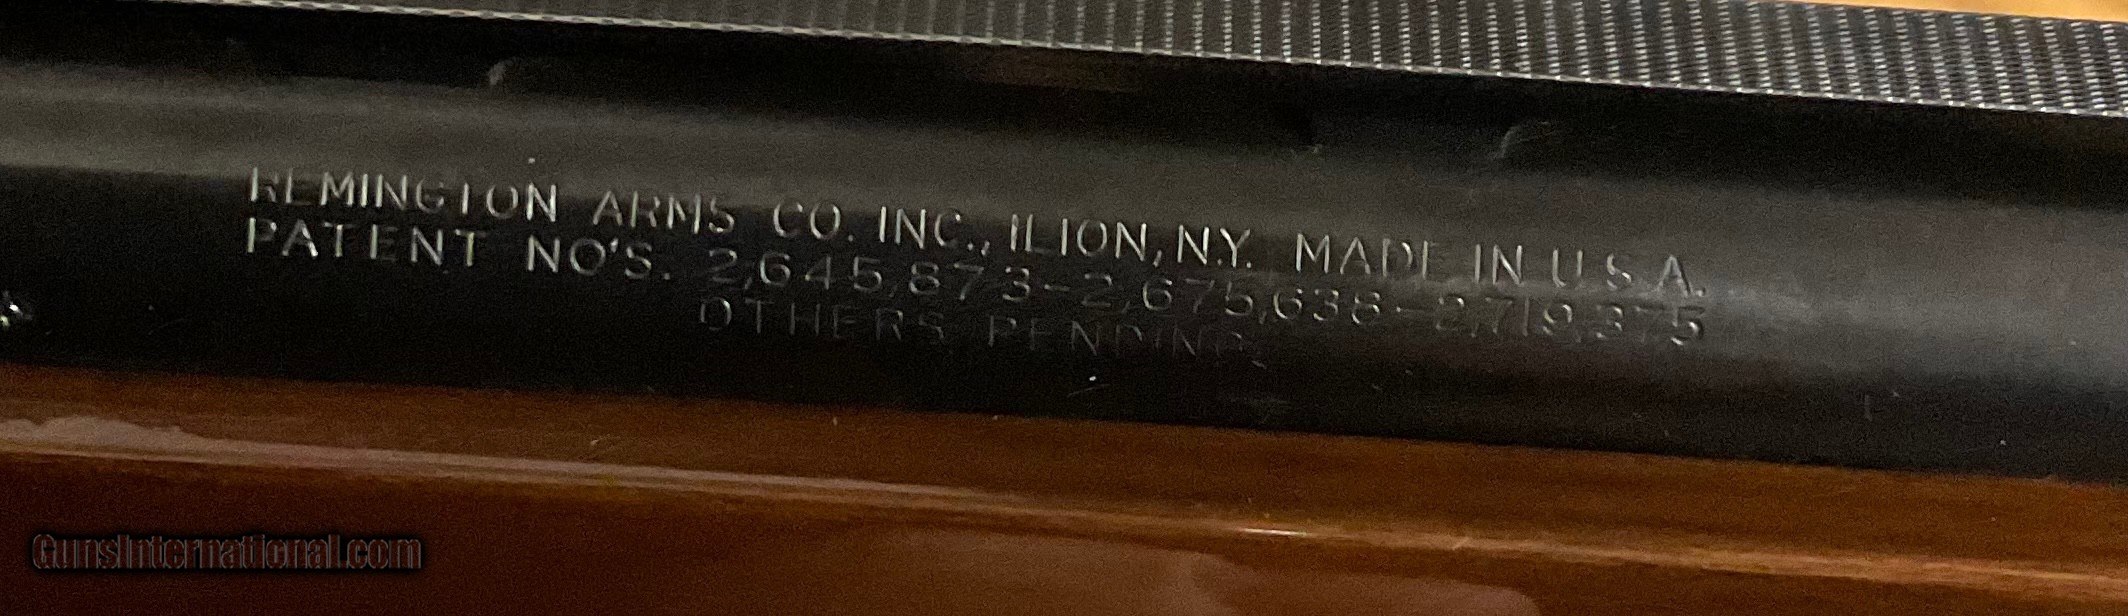 REMINGTON ARMS CO. INC., ILION, N.Y. MADE IN U.S.A.
PATENT NO'S. 2,645,873-2,675,638-2,719,375
OTHERS PENDING
GunsInternational.com